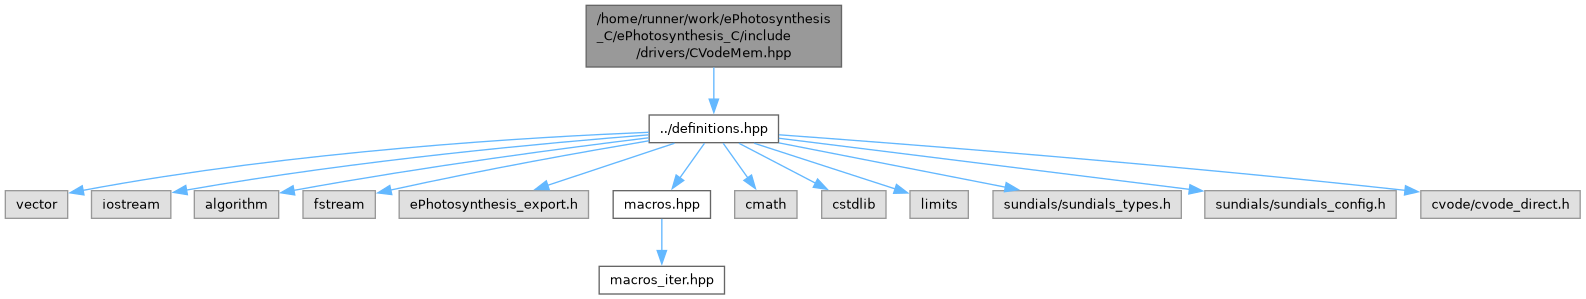 /home/runner/work/ePhotosynthesis
_C/ePhotosynthesis_C/include
/drivers/CVodeMem.hpp
../definitions.hpp
vector
iostream
algorithm
fstream
ePhotosynthesis_export.h
macros.hpp
cmath
cstdlib
limits
sundials/sundials_types.h
sundials/sundials_config.h
cvode/cvode_direct.h
macros_iter.hpp